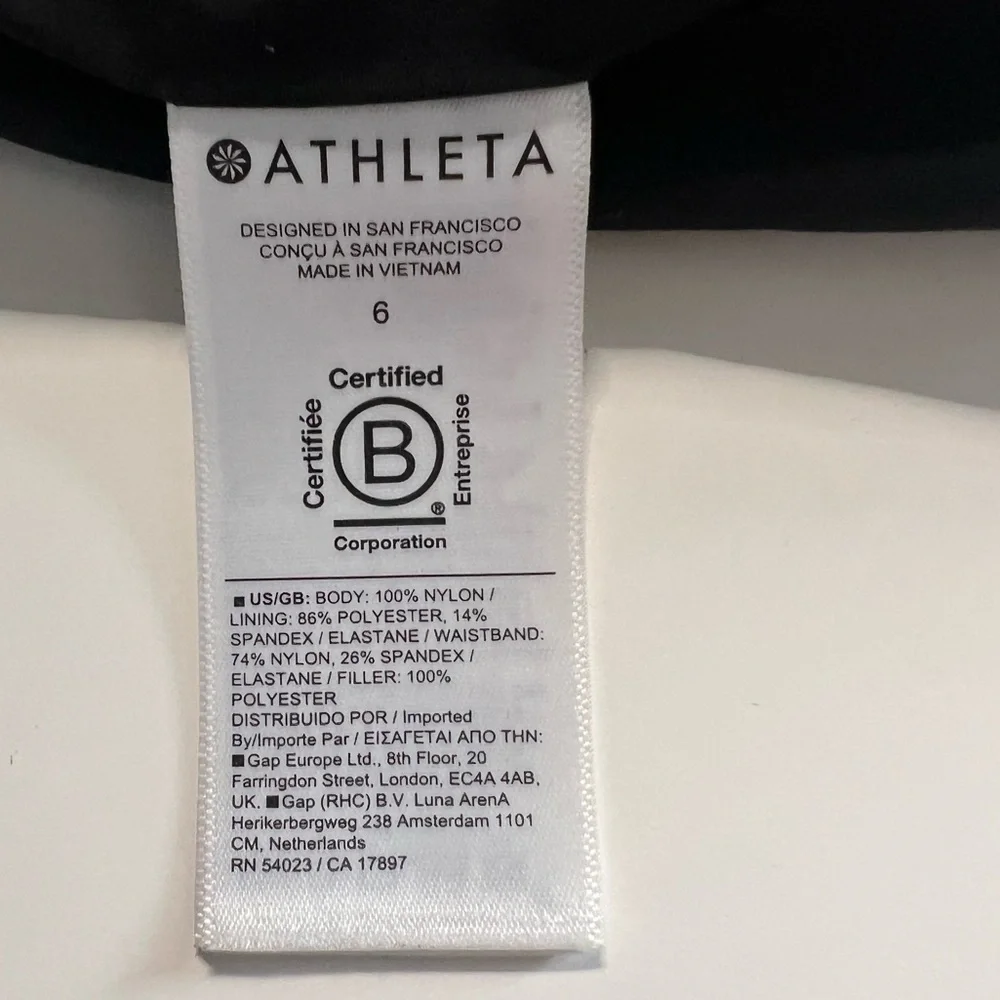 ATHLETA
DESIGNED IN SAN FRANCISCO
CONÇU À SAN FRANCISCO
MADE IN VIETNAM
6
Certified
Certifiée
B
Entreprise
®
Corporation
■ US/GB: BODY: 100% NYLON /
LINING: 86% POLYESTER, 14%
SPANDEX / ELASTANE / WAISTBAND:
74% NYLON, 26% SPANDEX /
ELASTANE / FILLER: 100%
POLYESTER
DISTRIBUIDO POR / Imported
By/Importe Par / ΕΙΣΑΓΕΤΑΙ ΑΠΟ ΤΗΝ:
■Gap Europe Ltd., 8th Floor, 20
Farringdon Street, London, EC4A 4AB,
UK. ■Gap (RHC) B.V. Luna ArenA
Herikerbergweg 238 Amsterdam 1101
CM, Netherlands
RN 54023 / CA 17897